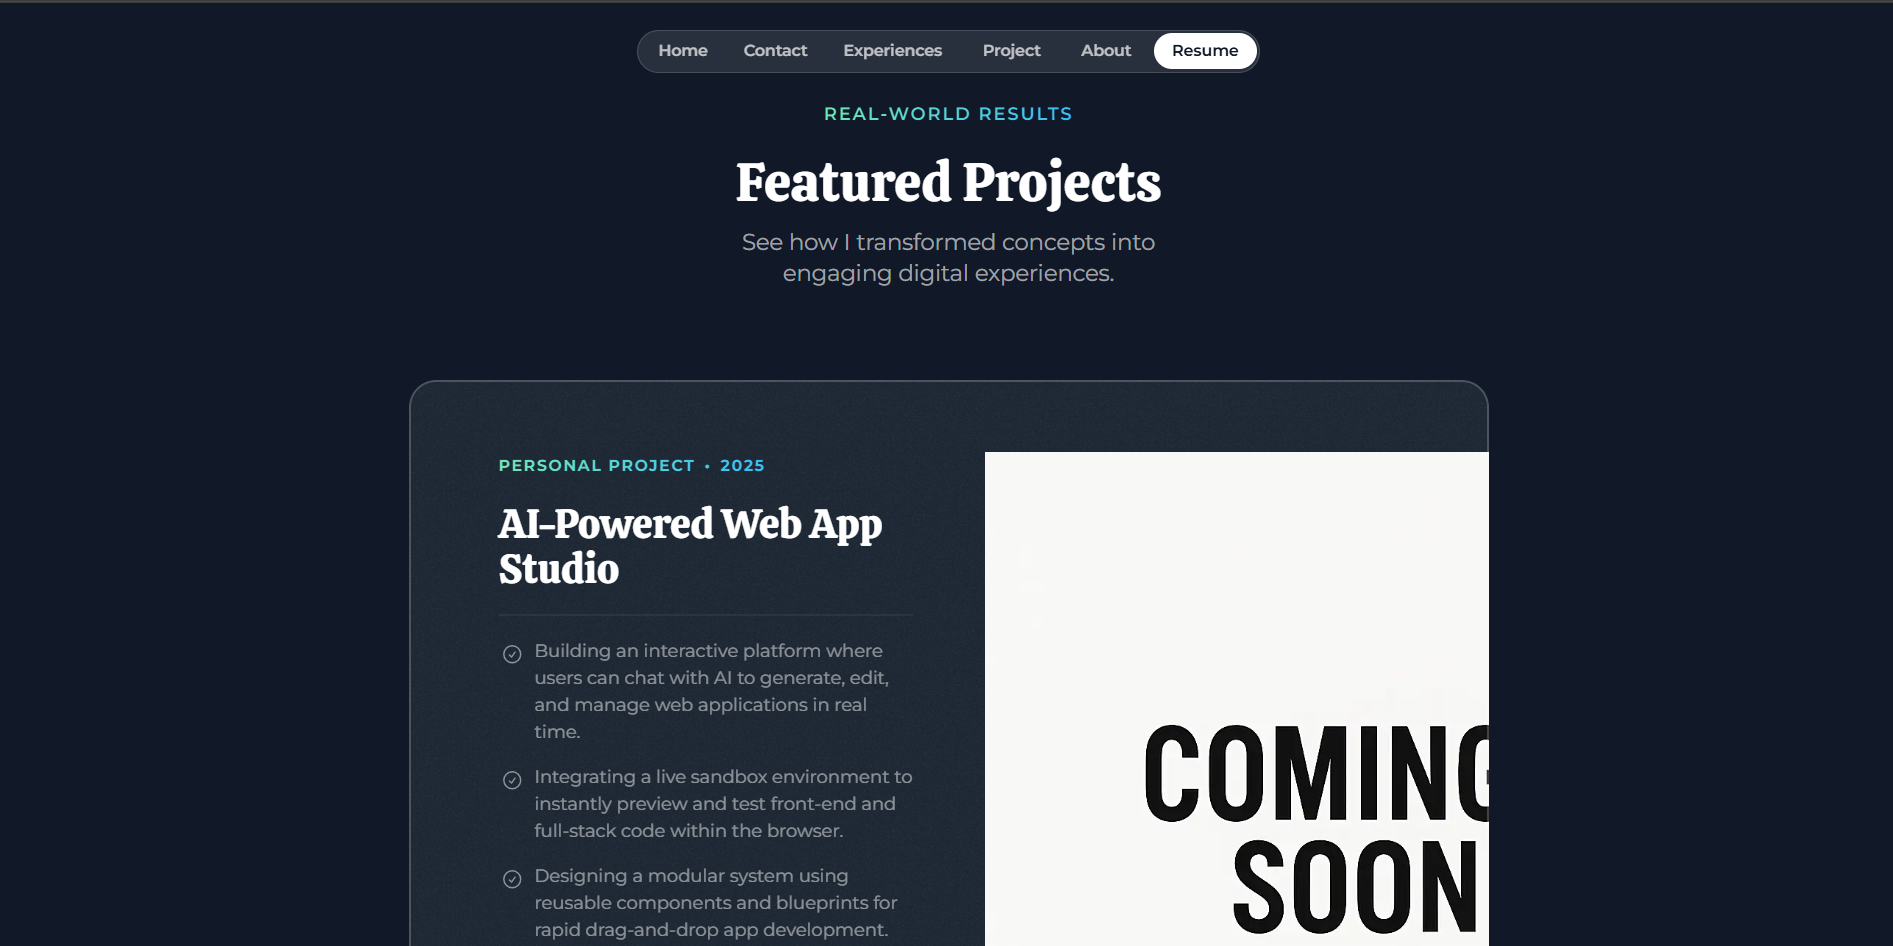 Home Contact Experiences Project About Resume
REAL-WORLD RESULTS
Featured Projects
See how I transformed concepts into
engaging digital experiences.
PERSONAL PROJECT • 2025
AI-Powered Web App
Studio
Building an interactive platform where
users can chat with AI to generate, edit,
and manage web applications in real
time.
Integrating a live sandbox environment to
instantly preview and test front-end and
full-stack code within the browser.
Designing a modular system using
reusable components and blueprints for
rapid drag-and-drop app development.
COMING
SOON